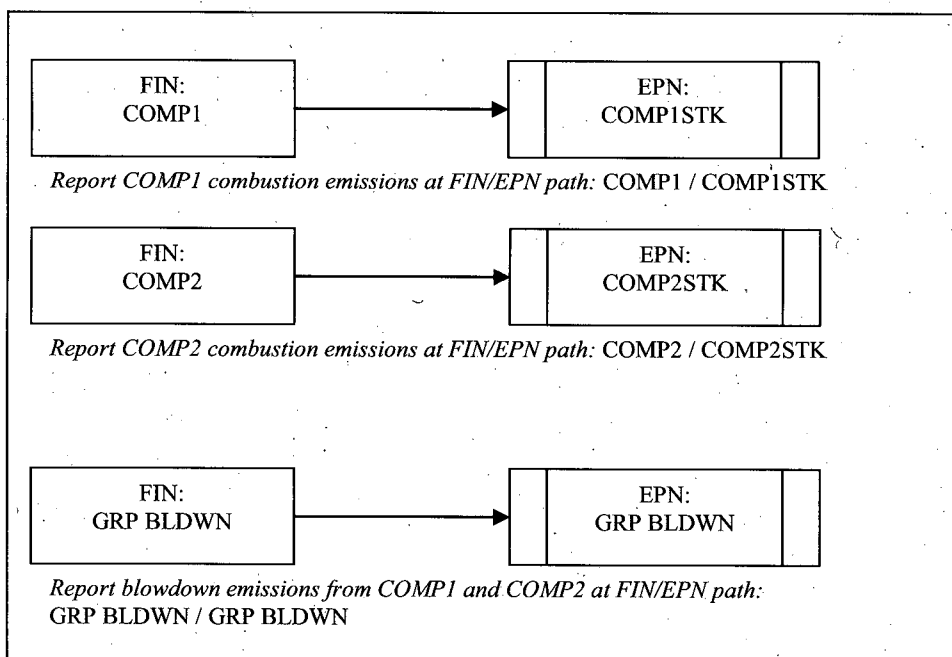 FIN:
COMP1
EPN:
COMP1STK
Report COMP1 combustion emissions at FIN/EPN path: COMP1 / COMP1STK
FIN:
COMP2
EPN:
COMP2STK
Report COMP2 combustion emissions at FIN/EPN path: COMP2 / COMP2STK
FIN:
GRP BLDWN
EPN:
GRP BLDWN
Report blowdown emissions from COMP1 and COMP2 at FIN/EPN path:
GRP BLDWN / GRP BLDWN